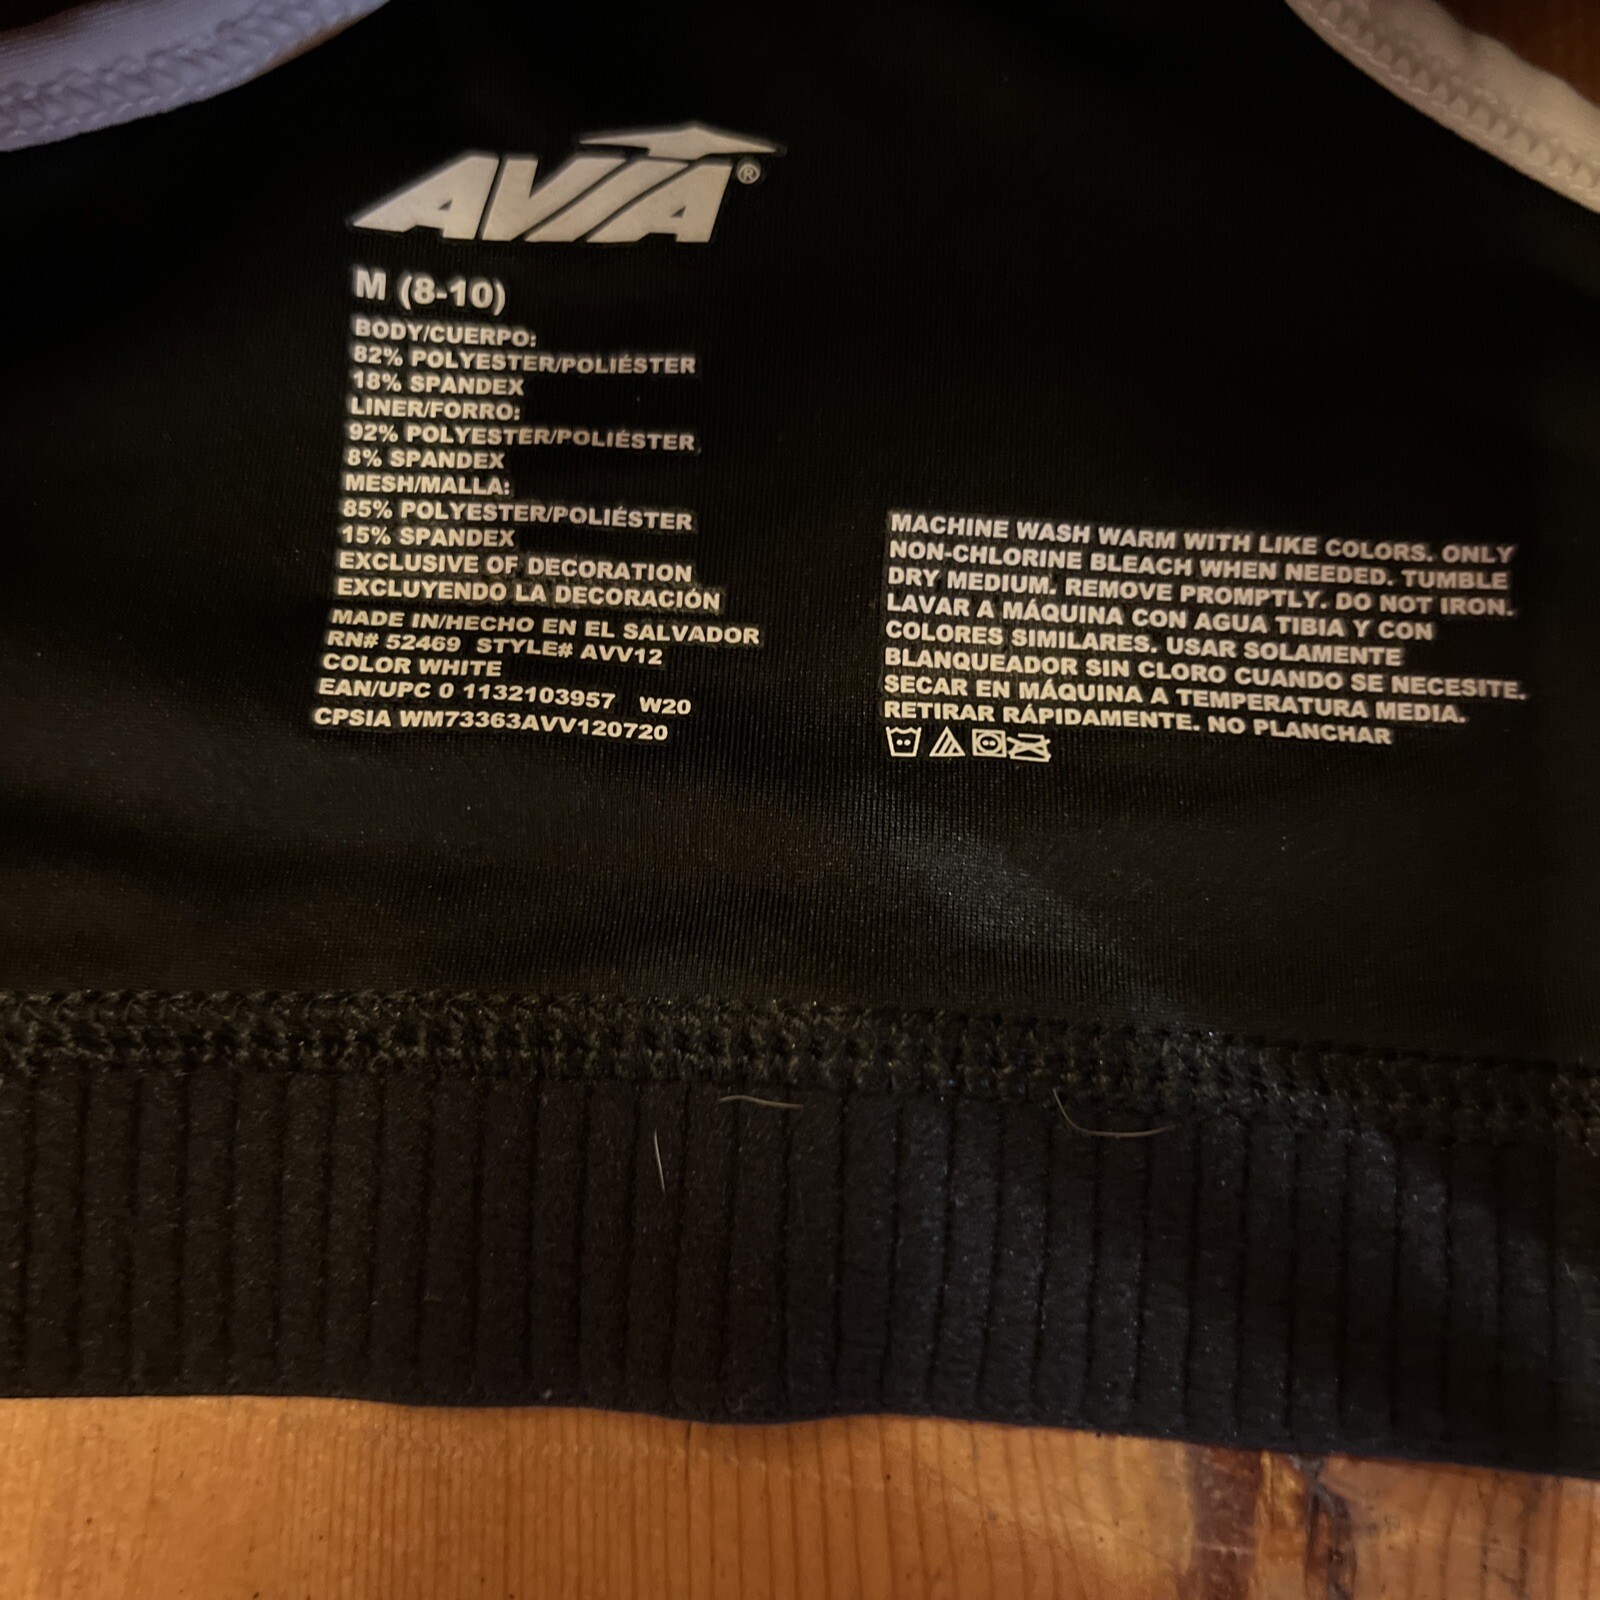 AVIA®
M (8-10)
BODY/CUERPO:
82% POLYESTER/POLIÉSTER
18% SPANDEX
LINER/FORRO:
92% POLYESTER/POLIÉSTER,
8% SPANDEX
MESH/MALLA:
85% POLYESTER/POLIÉSTER
15% SPANDEX
EXCLUSIVE OF DECORATION
EXCLUYENDO LA DECORACIÓN
MADE IN/HECHO EN EL SALVADOR
RN# 52469 STYLE# AVV12
COLOR WHITE
EAN/UPC 0 1132103957 W20
CPSIA WM73363AVV120720
MACHINE WASH WARM WITH LIKE COLORS. ONLY
NON-CHLORINE BLEACH WHEN NEEDED. TUMBLE
DRY MEDIUM. REMOVE PROMPTLY. DO NOT IRON.
LAVAR A MÁQUINA CON AGUA TIBIA Y CON
COLORES SIMILARES. USAR SOLAMENTE
BLANQUEADOR SIN CLORO CUANDO SE NECESITE.
SECAR EN MÁQUINA A TEMPERATURA MEDIA.
RETIRAR RÁPIDAMENTE. NO PLANCHAR